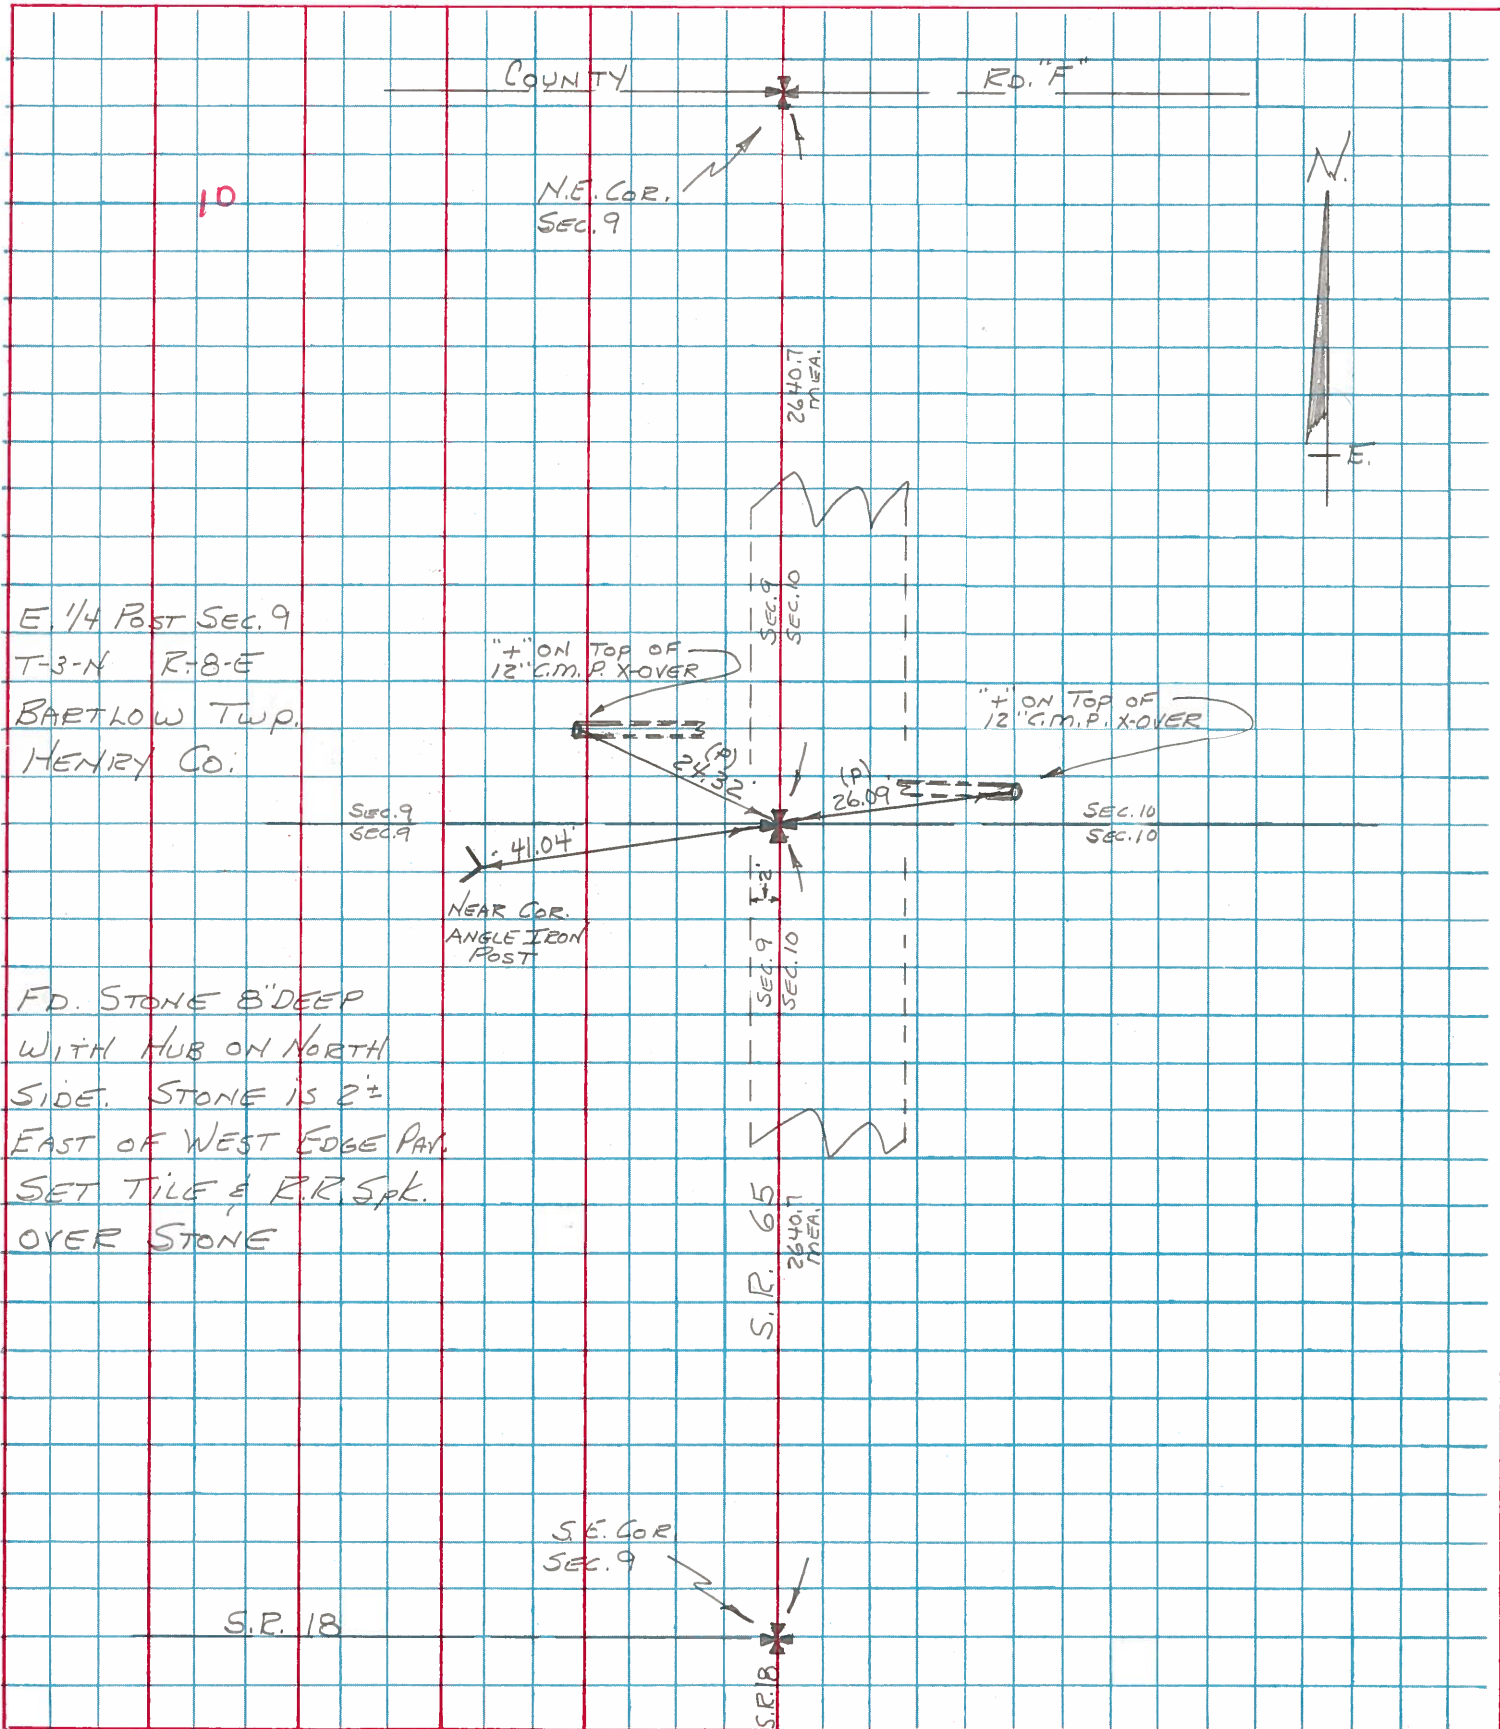 COUNTY RD. "F"
10
N.
N.E. COR.
SEC. 9
2640.7
MEA.
E.
SEC. 9
SEC. 10
E. 1/4 POST SEC. 9
T-3-N R-8-E
BARTLOW TWP.
HENRY CO.
"+" ON TOP OF
12" C.M.P. X-OVER
"+" ON TOP OF
12" C.M.P. X-OVER
(P)
24.32'
(P)
26.09'
SEC. 9
SEC. 9
SEC. 10
SEC. 10
41.04'
2'
NEAR COR.
ANGLE IRON
POST
SEC. 9
SEC. 10
FD. STONE 8" DEEP
WITH HUB ON NORTH
SIDE. STONE IS 2'±
EAST OF WEST EDGE PAV.
SET TILE & R.R. SPK.
OVER STONE
S.R. 65
2640.7
MEA.
S.E. COR.
SEC. 9
S.R. 18
S.R. 18